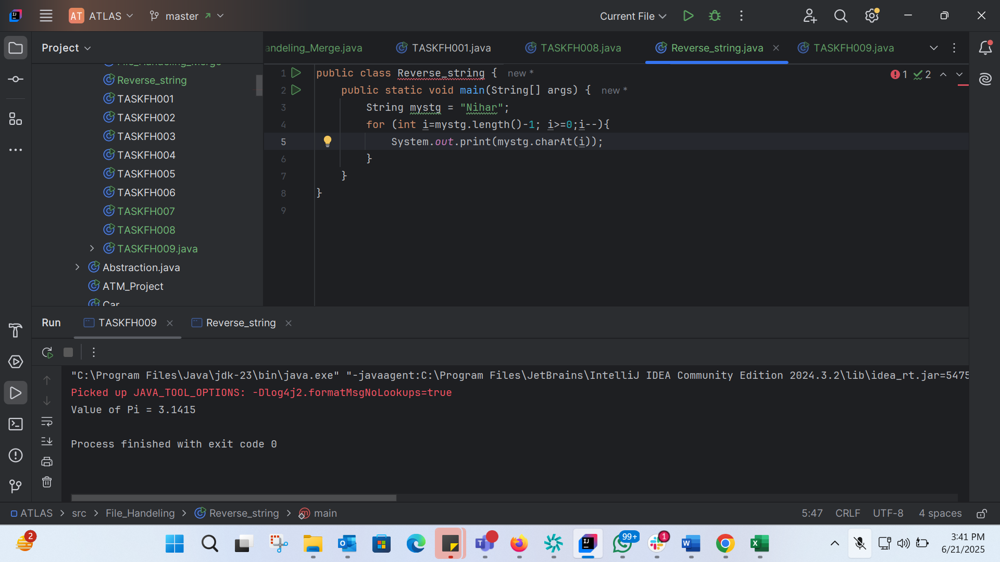 AT ATLAS master Current File
Project
andeling_Merge.java TASKFH001.java TASKFH008.java Reverse_string.java TASKFH009.java
File_Handeling_Merge
Reverse_string
TASKFH001
TASKFH002
TASKFH003
TASKFH004
TASKFH005
TASKFH006
TASKFH007
TASKFH008
TASKFH009.java
Abstraction.java
ATM_Project
Car
1 public class Reverse_string { new *
2 public static void main(String[] args) { new *
3 String mystg = "Nihar";
4 for (int i=mystg.length()-1; i>=0;i--){
5 System.out.print(mystg.charAt(i));
6 }
7 }
8 }
9
1 2
Run TASKFH009 Reverse_string
"C:\Program Files\Java\jdk-23\bin\java.exe" "-javaagent:C:\Program Files\JetBrains\IntelliJ IDEA Community Edition 2024.3.2\lib\idea_rt.jar=5475
Picked up JAVA_TOOL_OPTIONS: -Dlog4j2.formatMsgNoLookups=true
Value of Pi = 3.1415
Process finished with exit code 0
ATLAS > src > File_Handeling > Reverse_string > main 5:47 CRLF UTF-8 4 spaces
2 99+ 1 3:41 PM
6/21/2025